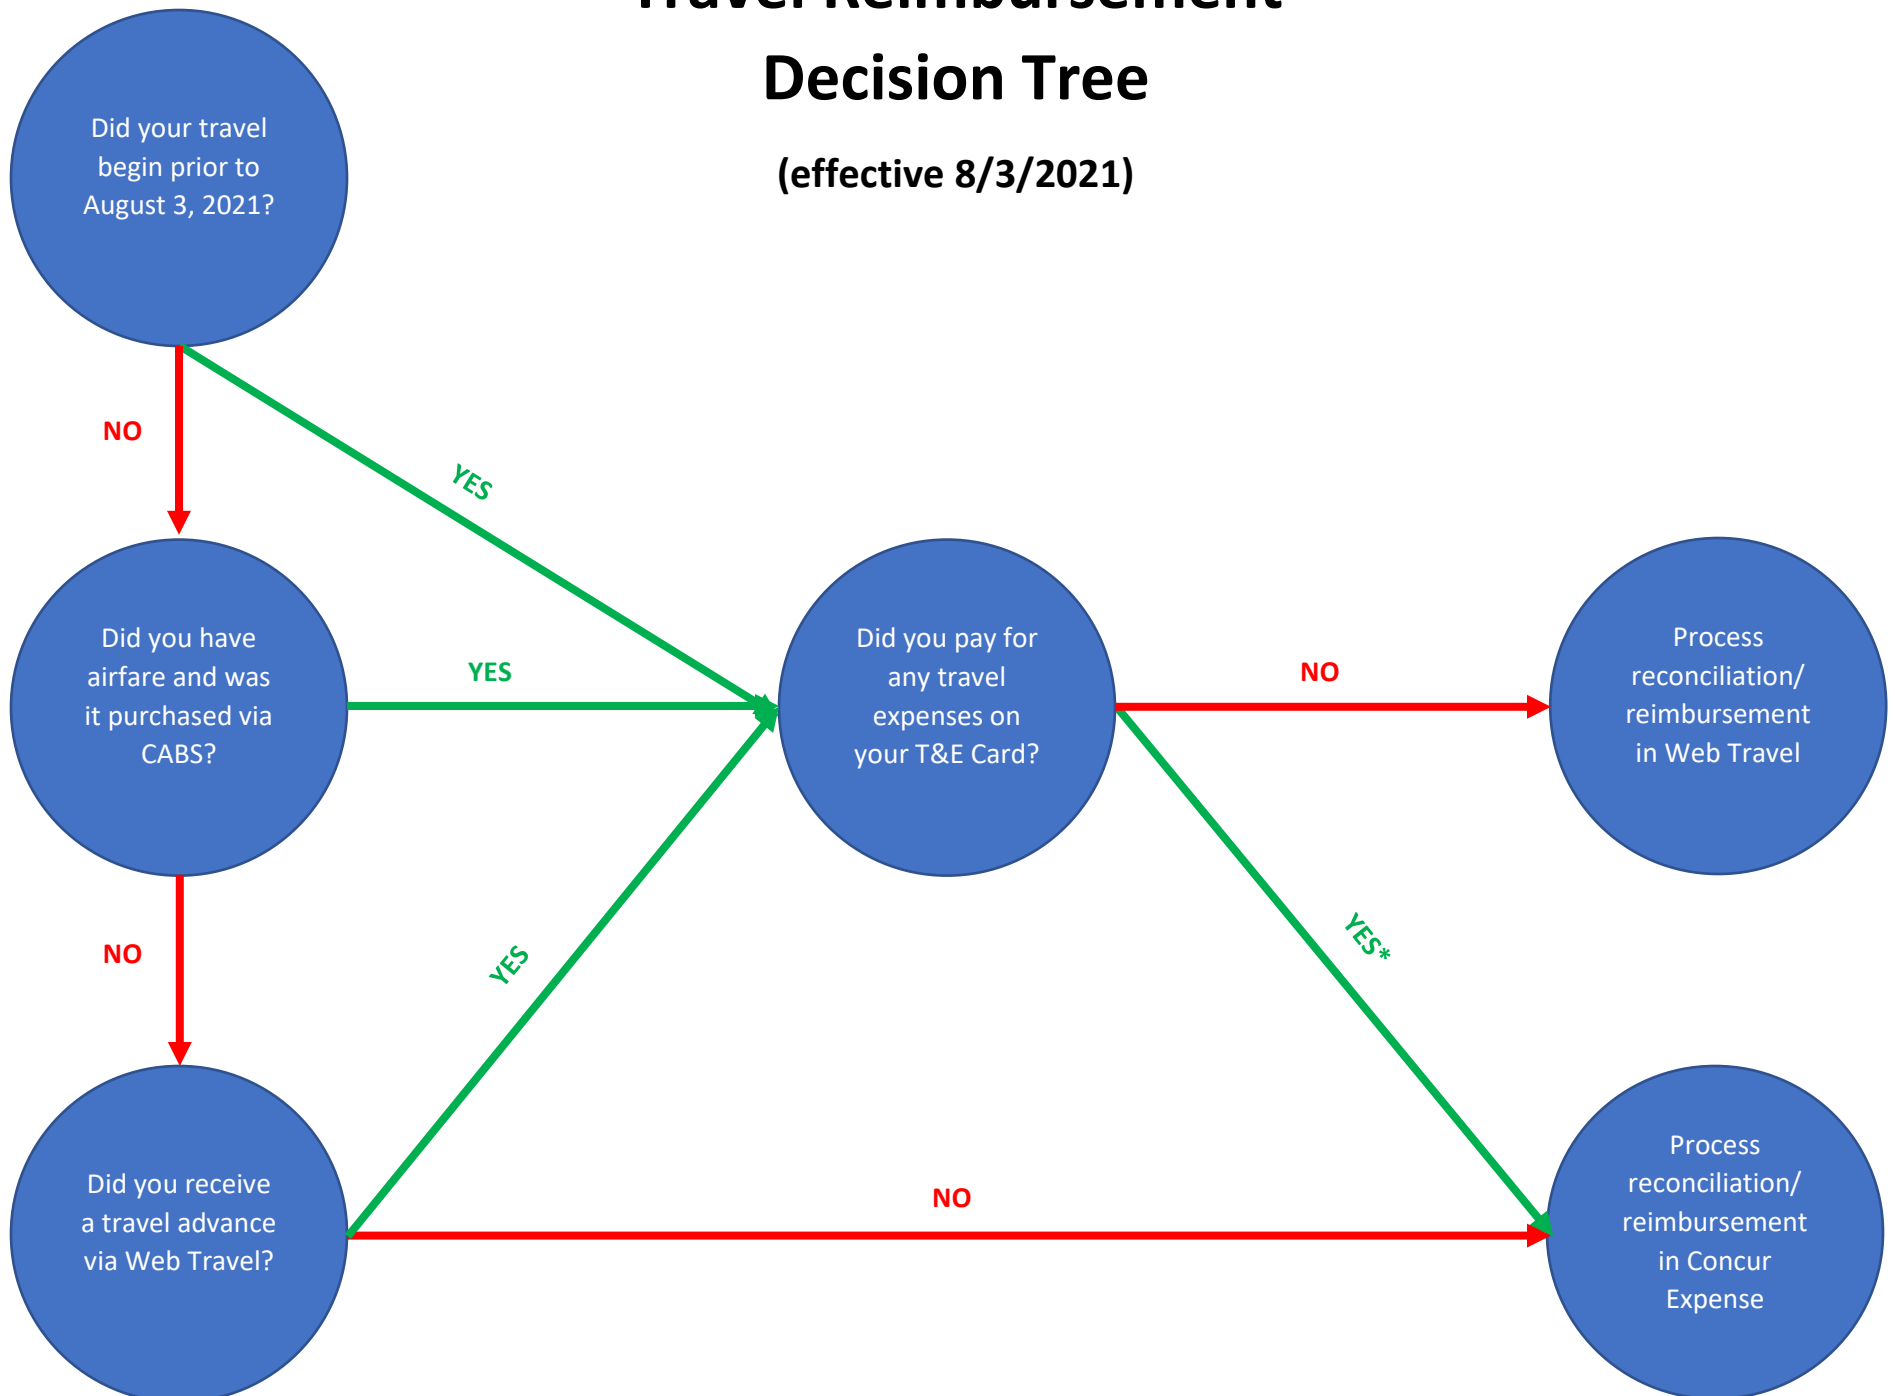 Travel Reimbursement
Decision Tree
(effective 8/3/2021)
Did your travel
begin prior to
August 3, 2021?
NO
YES
Did you have
airfare and was
it purchased via
CABS?
YES
Did you pay for
any travel
expenses on
your T&E Card?
NO
Process
reconciliation/
reimbursement
in Web Travel
NO
YES
YES*
Did you receive
a travel advance
via Web Travel?
NO
Process
reconciliation/
reimbursement
in Concur
Expense